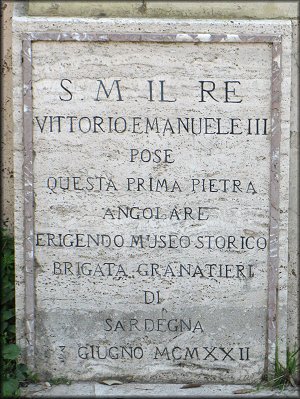 S M IL RE
VITTORIO EMANUELE III
POSE
QUESTA PRIMA PIETRA
ANGOLARE
ERIGENDO MUSEO STORICO
BRIGATA GRANATIERI
DI
SARDEGNA
3 GIUGNO MCMXXII